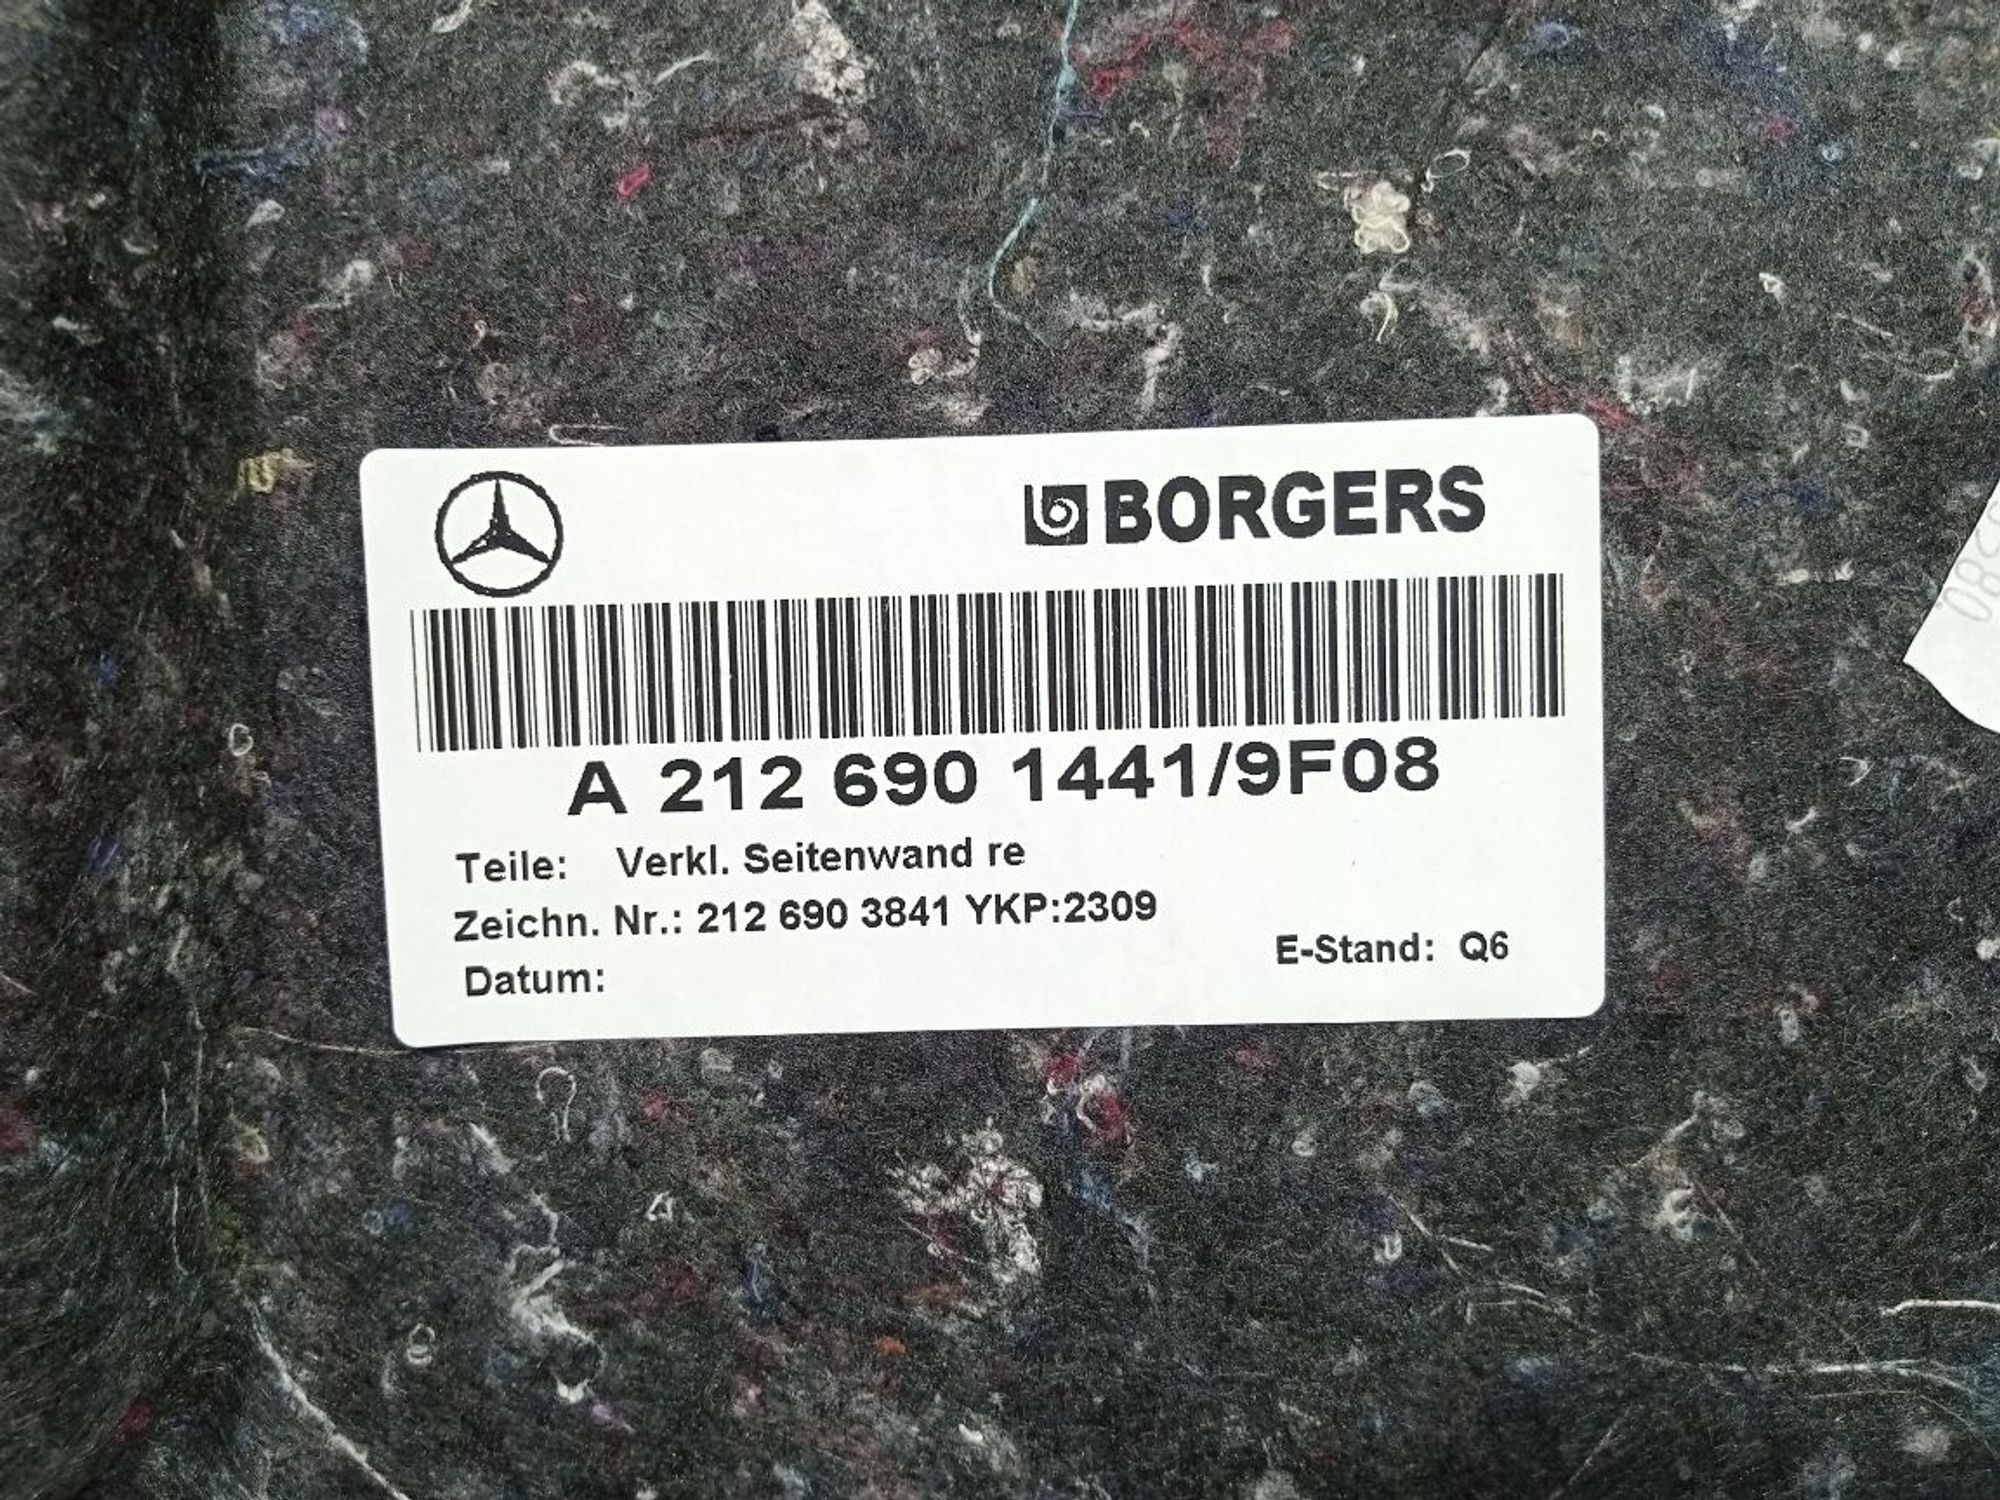 BORGERS
A 212 690 1441/9F08
Teile: Verkl. Seitenwand re
Zeichn. Nr.: 212 690 3841 YKP:2309
E-Stand: Q6
Datum: